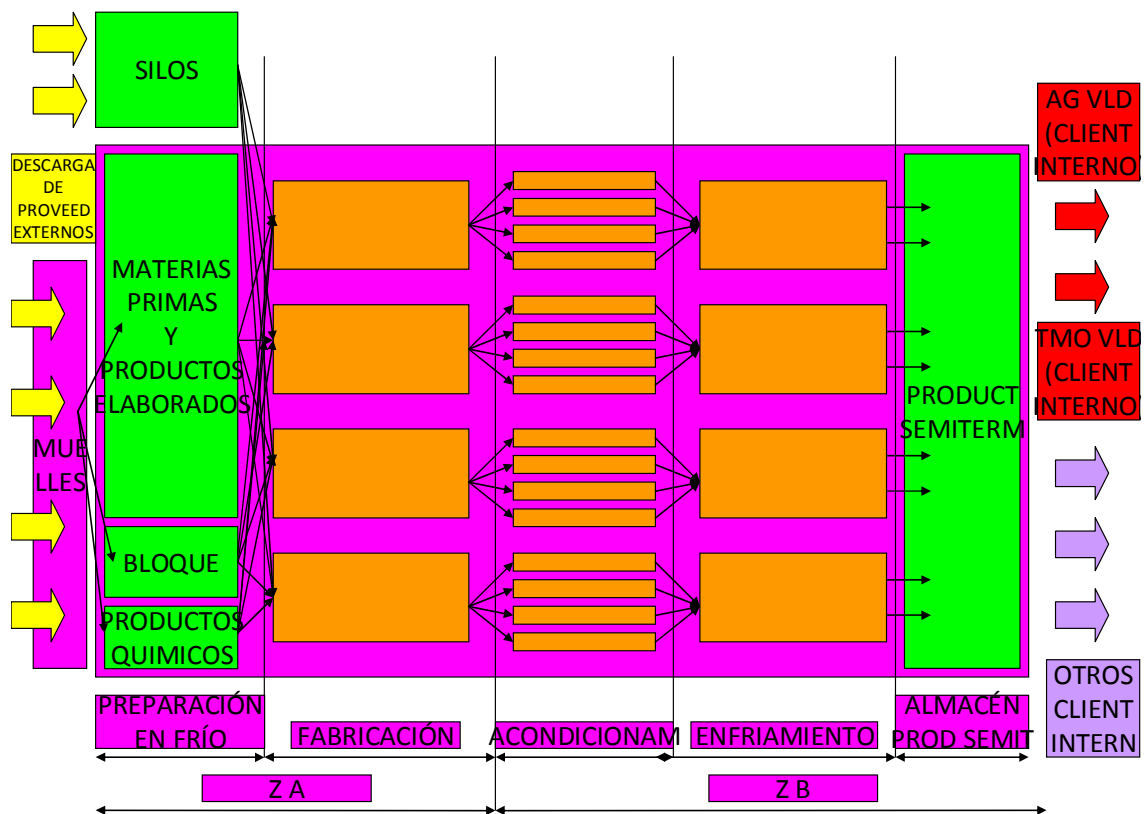 SILOS
DESCARGA
DE
PROVEED
EXTERNOS
MUE
LLES
MATERIAS
PRIMAS
Y
PRODUCTOS
ELABORADOS
BLOQUE
PRODUCTOS
QUIMICOS
PRODUCT
SEMITERM
AG VLD
(CLIENT
INTERNO)
TMO VLD
(CLIENT
INTERNO)
OTROS
CLIENT
INTERN
PREPARACIÓN
EN FRÍO
FABRICACIÓN
ACONDICIONAM
ENFRIAMIENTO
ALMACÉN
PROD SEMIT
Z A
Z B